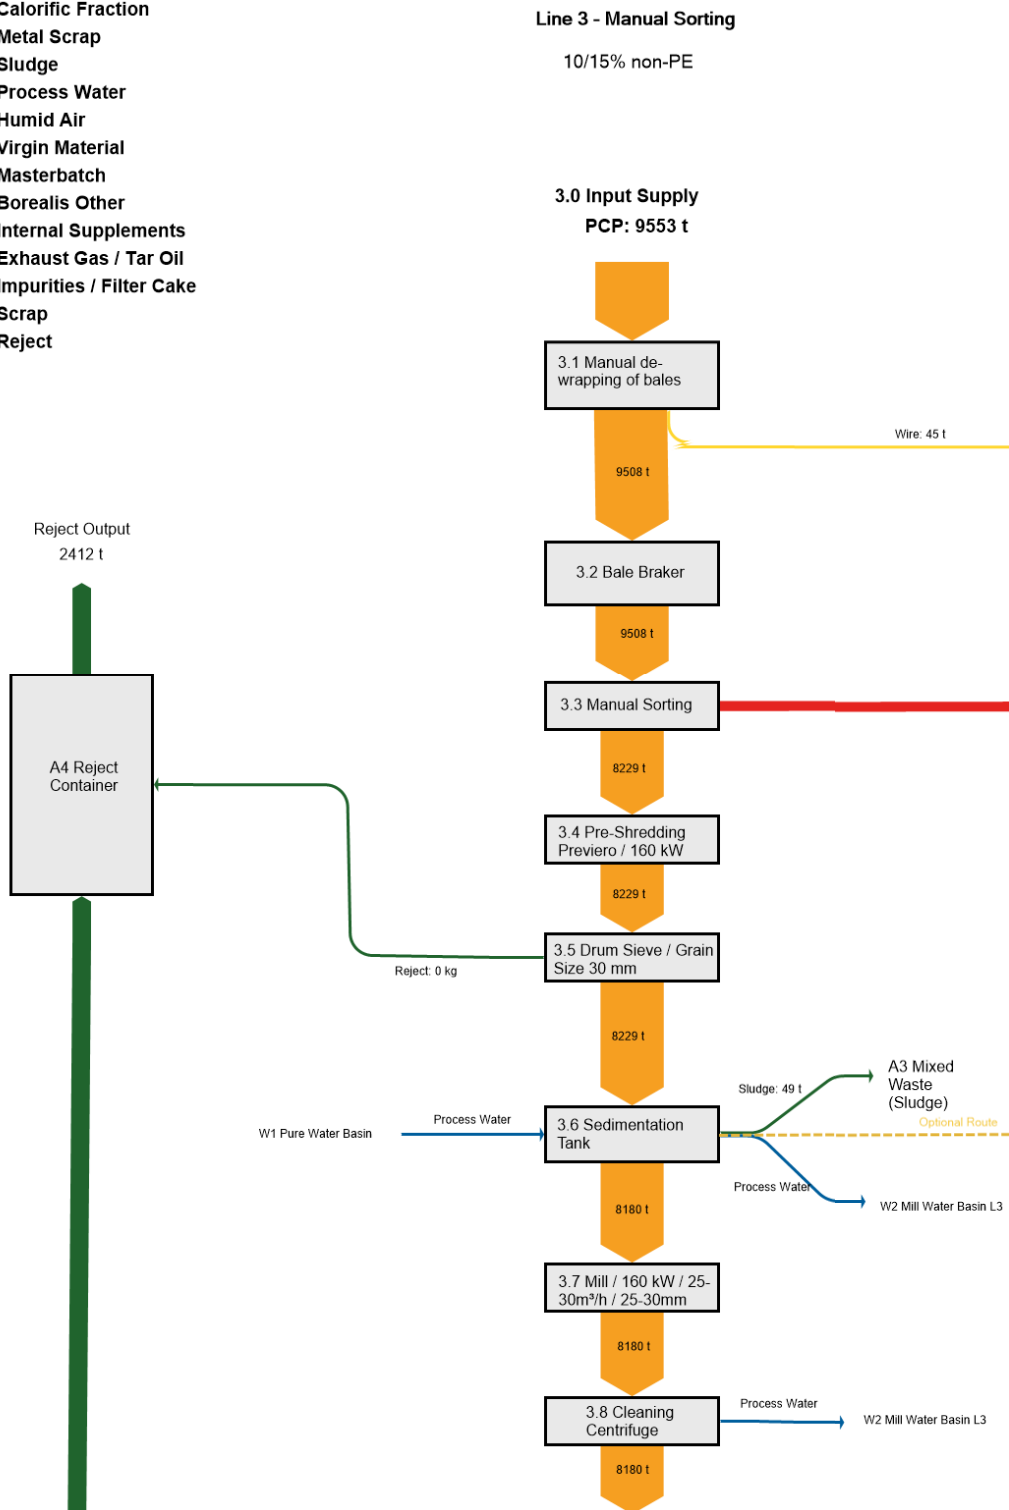 Calorific Fraction
Metal Scrap
Sludge
Process Water
Humid Air
Virgin Material
Masterbatch
Borealis Other
Internal Supplements
Exhaust Gas / Tar Oil
Impurities / Filter Cake
Scrap
Reject
Line 3 - Manual Sorting
10/15% non-PE
3.0 Input Supply
PCP: 9553 t
3.1 Manual de-
wrapping of bales
Wire: 45 t
9508 t
Reject Output
2412 t
3.2 Bale Braker
9508 t
3.3 Manual Sorting
A4 Reject
Container
8229 t
3.4 Pre-Shredding
Previero / 160 kW
8229 t
3.5 Drum Sieve / Grain
Size 30 mm
Reject: 0 kg
8229 t
Sludge: 49 t
A3 Mixed
Waste
(Sludge)
Optional Route
W1 Pure Water Basin
Process Water
3.6 Sedimentation
Tank
Process Water
W2 Mill Water Basin L3
8180 t
3.7 Mill / 160 kW / 25-
30m³/h / 25-30mm
8180 t
3.8 Cleaning
Centrifuge
Process Water
W2 Mill Water Basin L3
8180 t